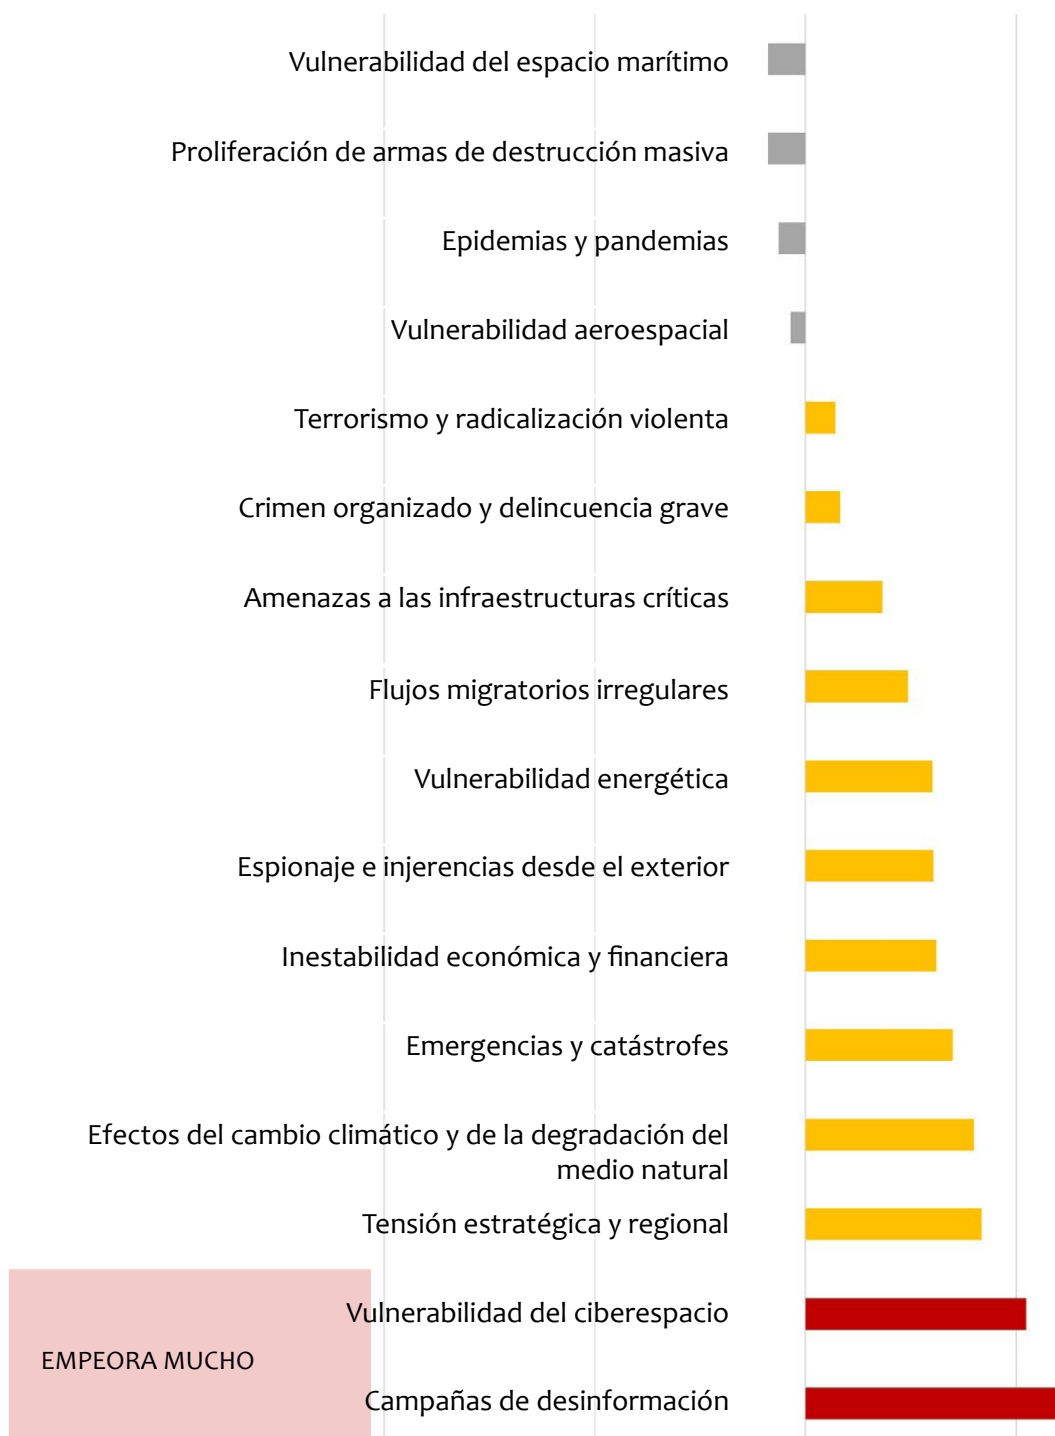 Vulnerabilidad del espacio marítimo
Proliferación de armas de destrucción masiva
Epidemias y pandemias
Vulnerabilidad aeroespacial
Terrorismo y radicalización violenta
Crimen organizado y delincuencia grave
Amenazas a las infraestructuras críticas
Flujos migratorios irregulares
Vulnerabilidad energética
Espionaje e injerencias desde el exterior
Inestabilidad económica y financiera
Emergencias y catástrofes
Efectos del cambio climático y de la degradación del
medio natural
Tensión estratégica y regional
Vulnerabilidad del ciberespacio
EMPEORA MUCHO
Campañas de desinformación